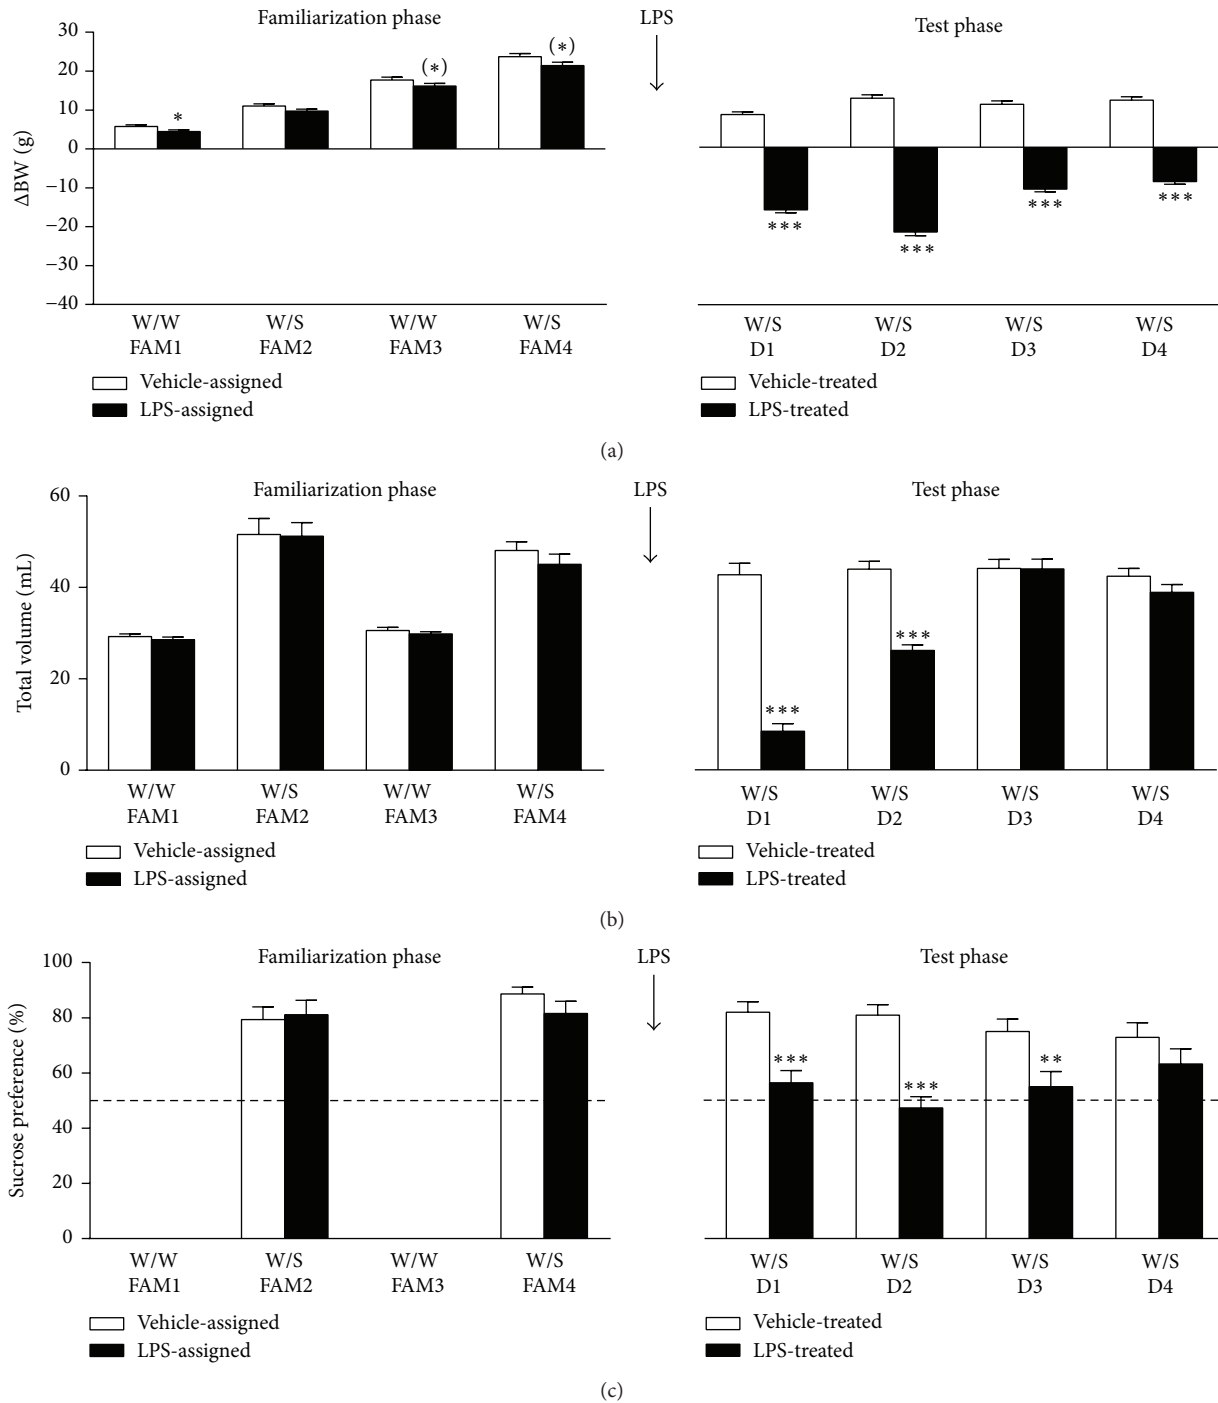 Familiarization phase
LPS
Test phase
ΔBW (g)
30
20
10
0
−10
−20
−30
−40
*
(*)
(*)
***
***
***
***
W/W W/S W/W W/S
FAM1 FAM2 FAM3 FAM4
W/S W/S W/S W/S
D1 D2 D3 D4
Vehicle-assigned
LPS-assigned
Vehicle-treated
LPS-treated
(a)
Familiarization phase
LPS
Test phase
Total volume (mL)
60
40
20
0
***
***
W/W W/S W/W W/S
FAM1 FAM2 FAM3 FAM4
W/S W/S W/S W/S
D1 D2 D3 D4
Vehicle-assigned
LPS-assigned
Vehicle-treated
LPS-treated
(b)
Familiarization phase
LPS
Test phase
Sucrose preference (%)
100
80
60
40
20
0
***
***
**
W/W W/S W/W W/S
FAM1 FAM2 FAM3 FAM4
W/S W/S W/S W/S
D1 D2 D3 D4
Vehicle-assigned
LPS-assigned
Vehicle-treated
LPS-treated
(c)